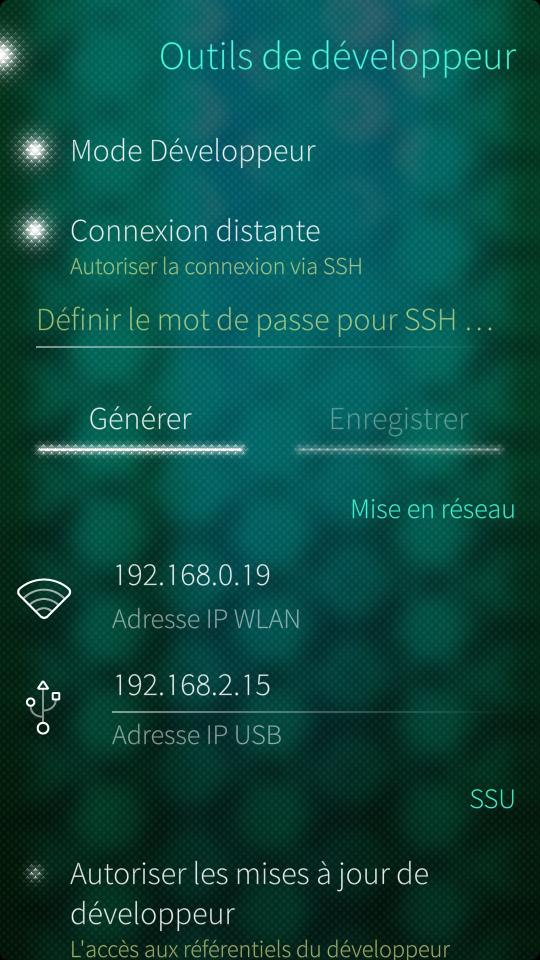 Outils de développeur
Mode Développeur
Connexion distante
Autoriser la connexion via SSH
Définir le mot de passe pour SSH …
Générer
Enregistrer
Mise en réseau
192.168.0.19
Adresse IP WLAN
192.168.2.15
Adresse IP USB
SSU
Autoriser les mises à jour de
développeur
L'accès aux référentiels du développeur